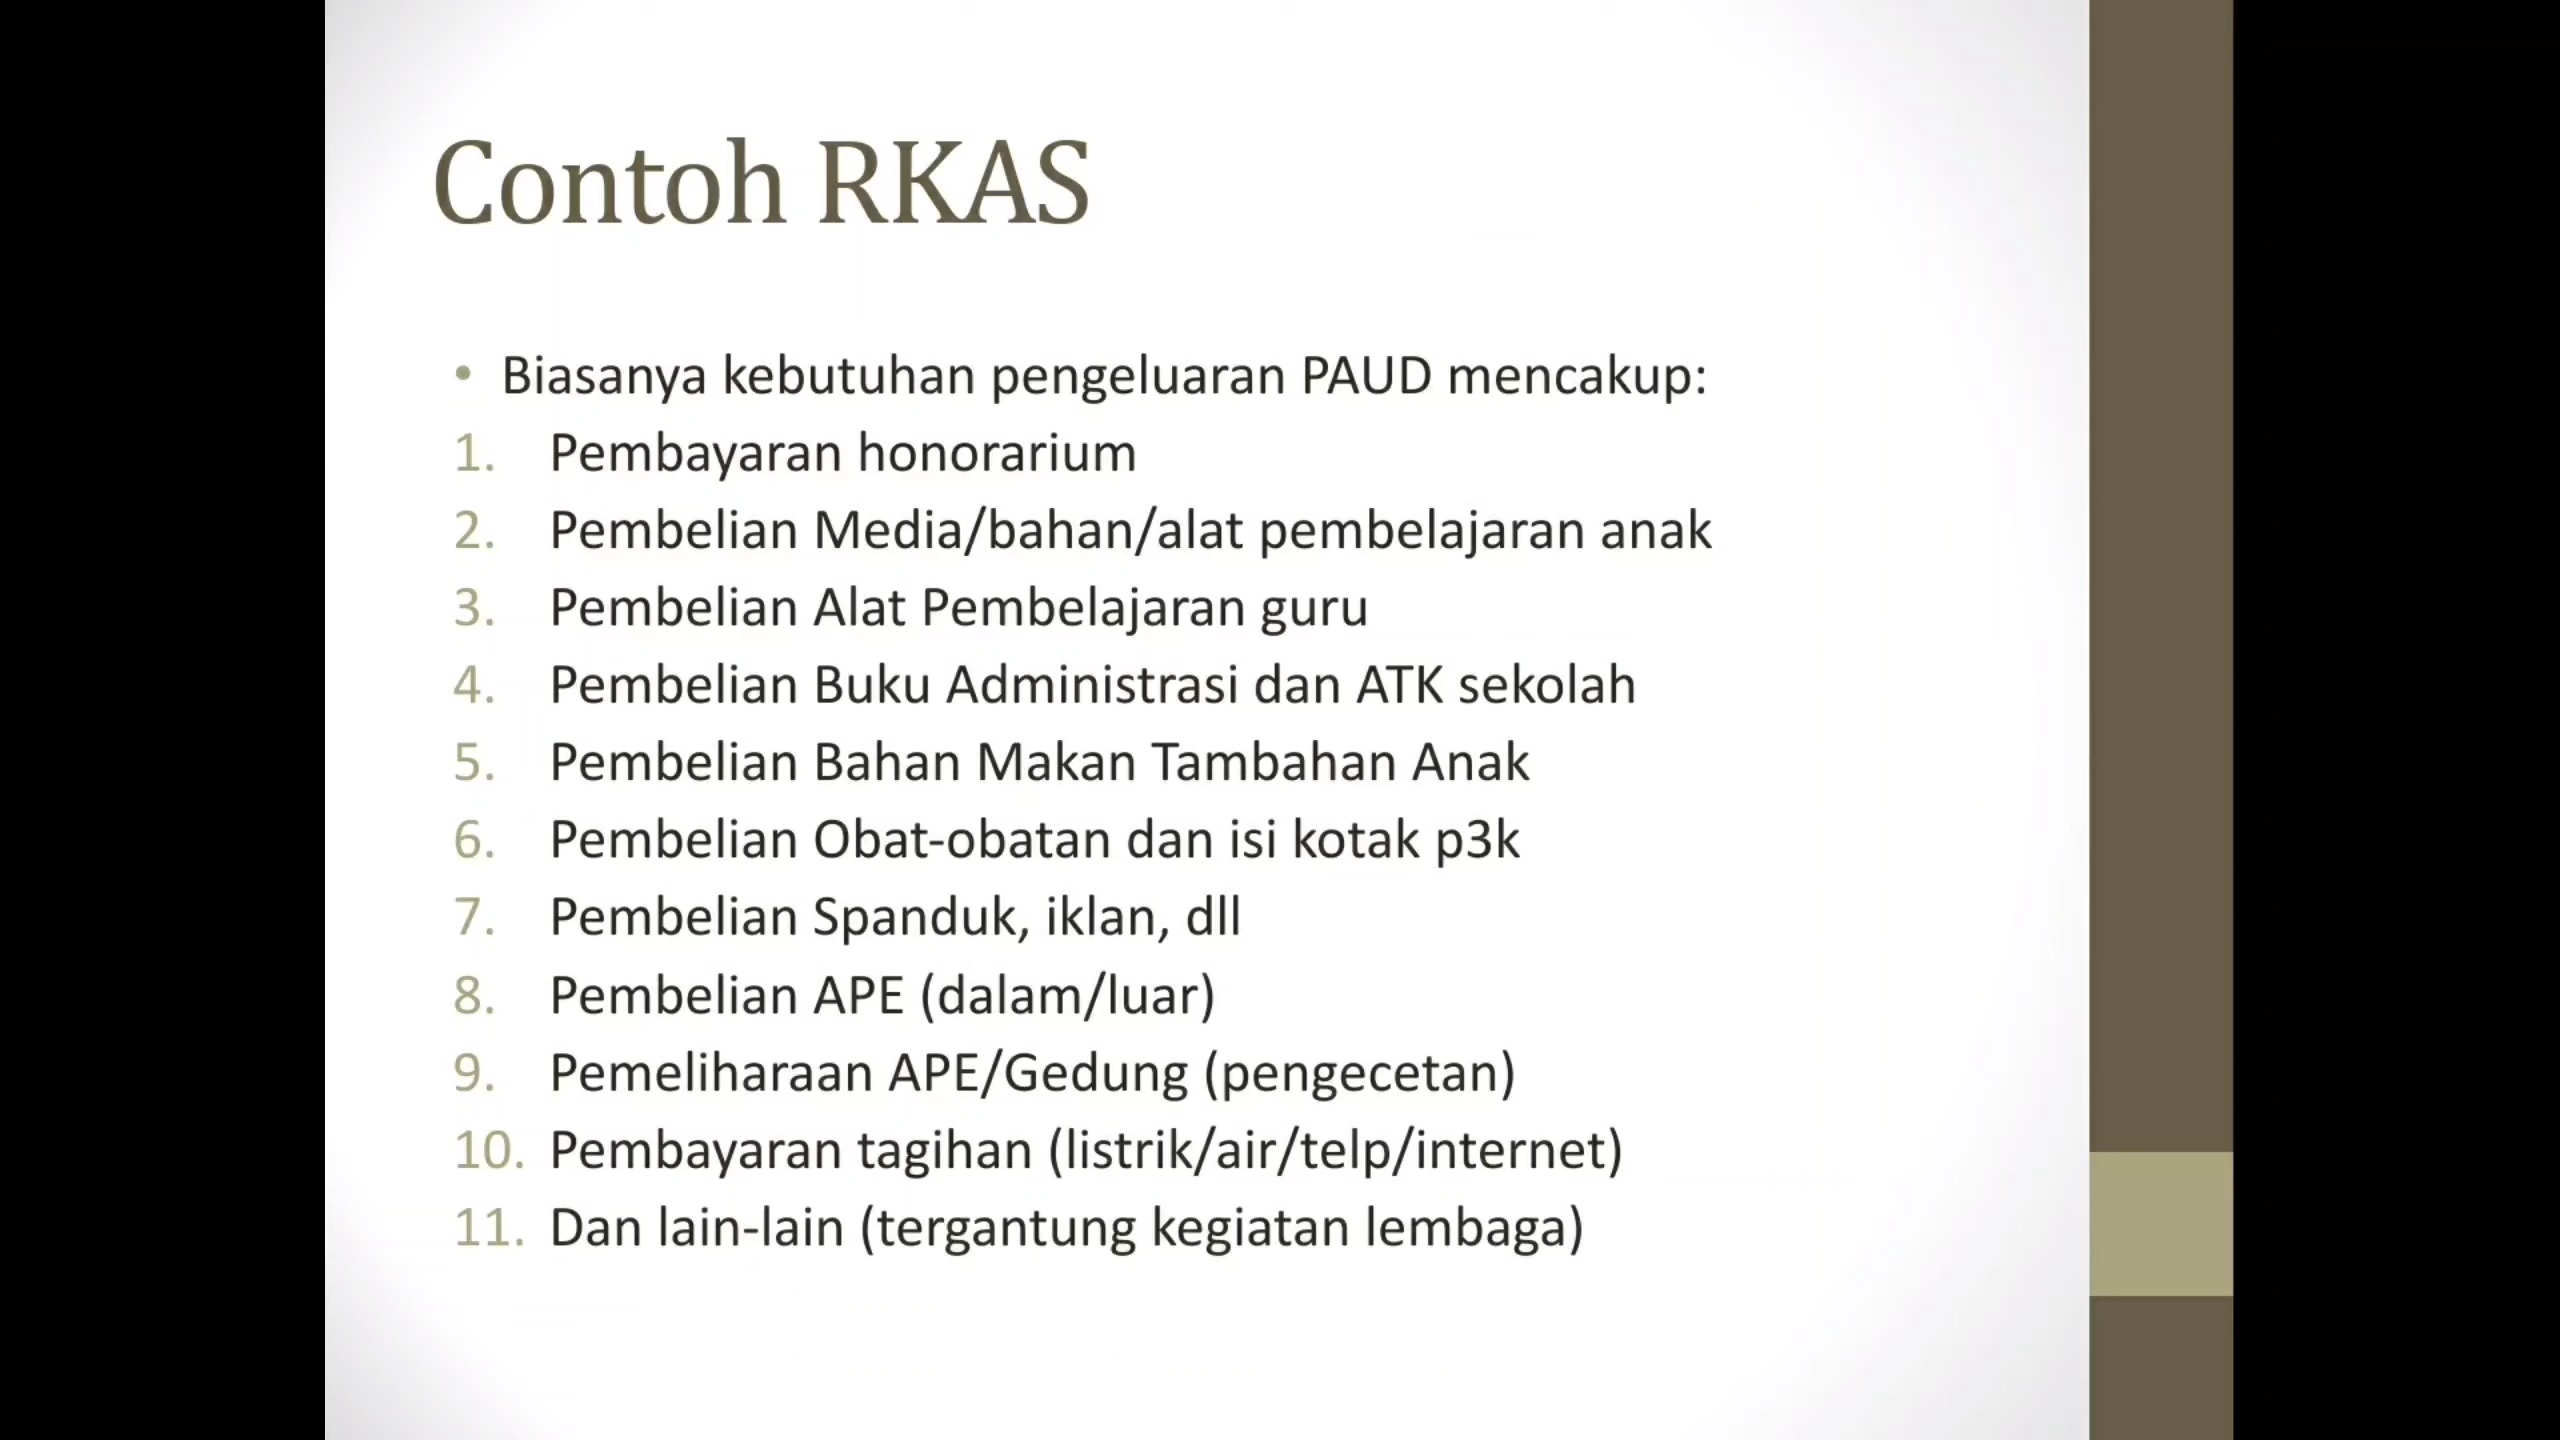 Contoh RKAS
• Biasanya kebutuhan pengeluaran PAUD mencakup:
1. Pembayaran honorarium
2. Pembelian Media/bahan/alat pembelajaran anak
3. Pembelian Alat Pembelajaran guru
4. Pembelian Buku Administrasi dan ATK sekolah
5. Pembelian Bahan Makan Tambahan Anak
6. Pembelian Obat-obatan dan isi kotak p3k
7. Pembelian Spanduk, iklan, dll
8. Pembelian APE (dalam/luar)
9. Pemeliharaan APE/Gedung (pengecetan)
10. Pembayaran tagihan (listrik/air/telp/internet)
11. Dan lain-lain (tergantung kegiatan lembaga)